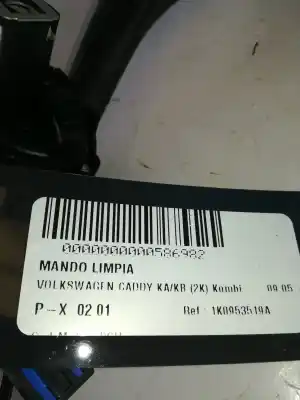 0000000000586982
MANDO LIMPIA
VOLKSWAGEN CADDY KA/KB (2K) Kombi 09.05
P-X 02 01 Ref: 1K0953519A